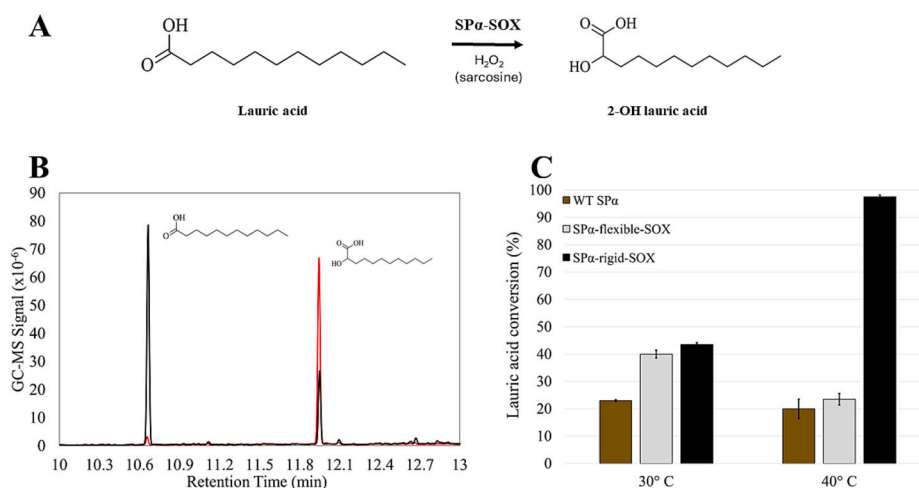 A
OH
O
Lauric acid
SPα-SOX
H2O2
(sarcosine)
O
OH
HO
2-OH lauric acid
B
GC-MS Signal (x10⁻⁶)
90
80
70
60
50
40
30
20
10
0
10 10.3 10.6 10.9 11.2 11.5 11.8 12.1 12.4 12.7 13
Retention Time (min)
OH
O
O
OH
HO
C
Lauric acid conversion (%)
100
90
80
70
60
50
40
30
20
10
0
WT SPα
SPα-flexible-SOX
SPα-rigid-SOX
30° C 40° C